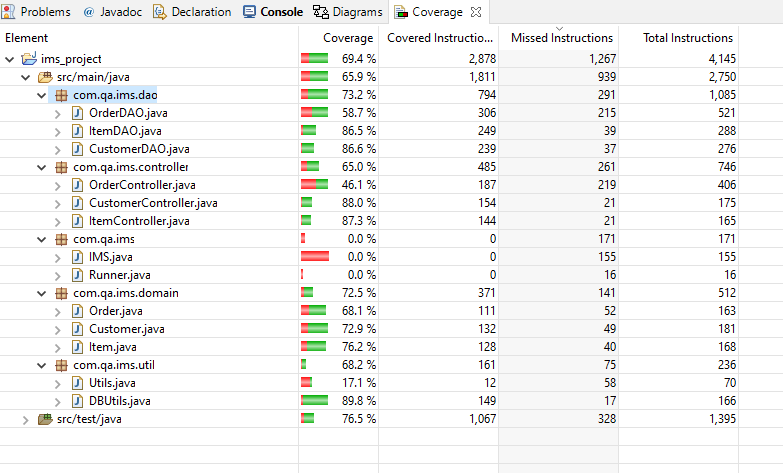 Problems Javadoc Declaration Console Diagrams Coverage
Element Coverage Covered Instructio... Missed Instructions Total Instructions
ims_project 69.4 % 2,878 1,267 4,145
src/main/java 65.9 % 1,811 939 2,750
com.qa.ims.dao 73.2 % 794 291 1,085
OrderDAO.java 58.7 % 306 215 521
ItemDAO.java 86.5 % 249 39 288
CustomerDAO.java 86.6 % 239 37 276
com.qa.ims.controller 65.0 % 485 261 746
OrderController.java 46.1 % 187 219 406
CustomerController.java 88.0 % 154 21 175
ItemController.java 87.3 % 144 21 165
com.qa.ims 0.0 % 0 171 171
IMS.java 0.0 % 0 155 155
Runner.java 0.0 % 0 16 16
com.qa.ims.domain 72.5 % 371 141 512
Order.java 68.1 % 111 52 163
Customer.java 72.9 % 132 49 181
Item.java 76.2 % 128 40 168
com.qa.ims.util 68.2 % 161 75 236
Utils.java 17.1 % 12 58 70
DBUtils.java 89.8 % 149 17 166
src/test/java 76.5 % 1,067 328 1,395